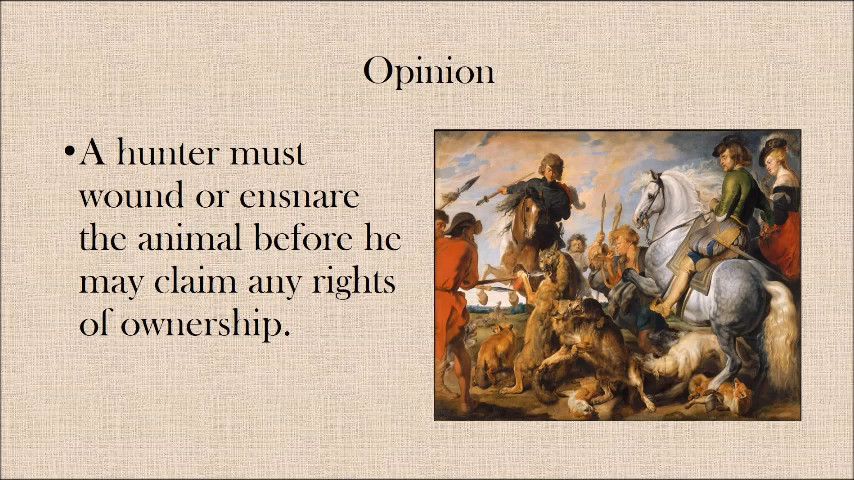 Opinion
•A hunter must
wound or ensnare
the animal before he
may claim any rights
of ownership.